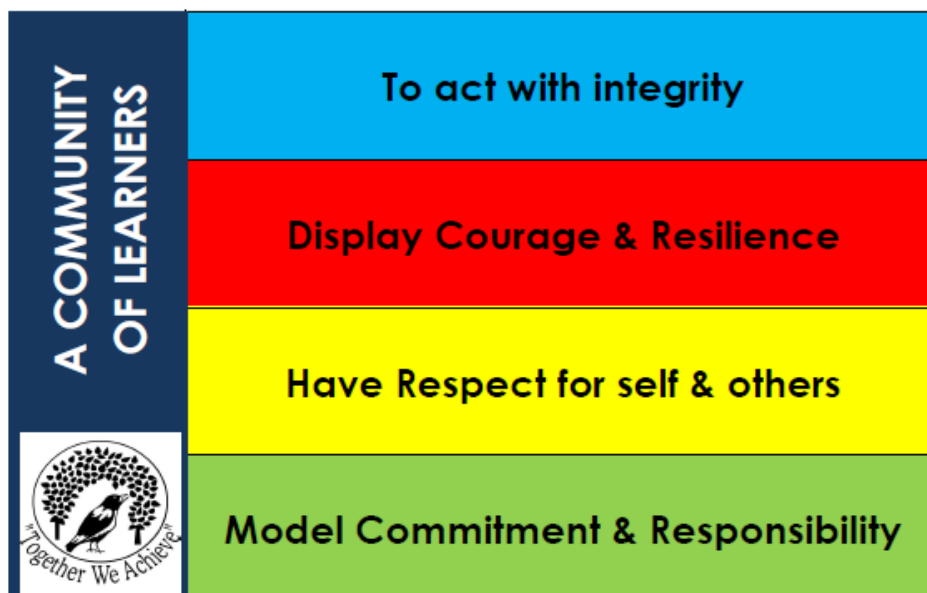 A COMMUNITY
OF LEARNERS
To act with integrity
Display Courage & Resilience
Have Respect for self & others
Model Commitment & Responsibility
"Together We Achieve"